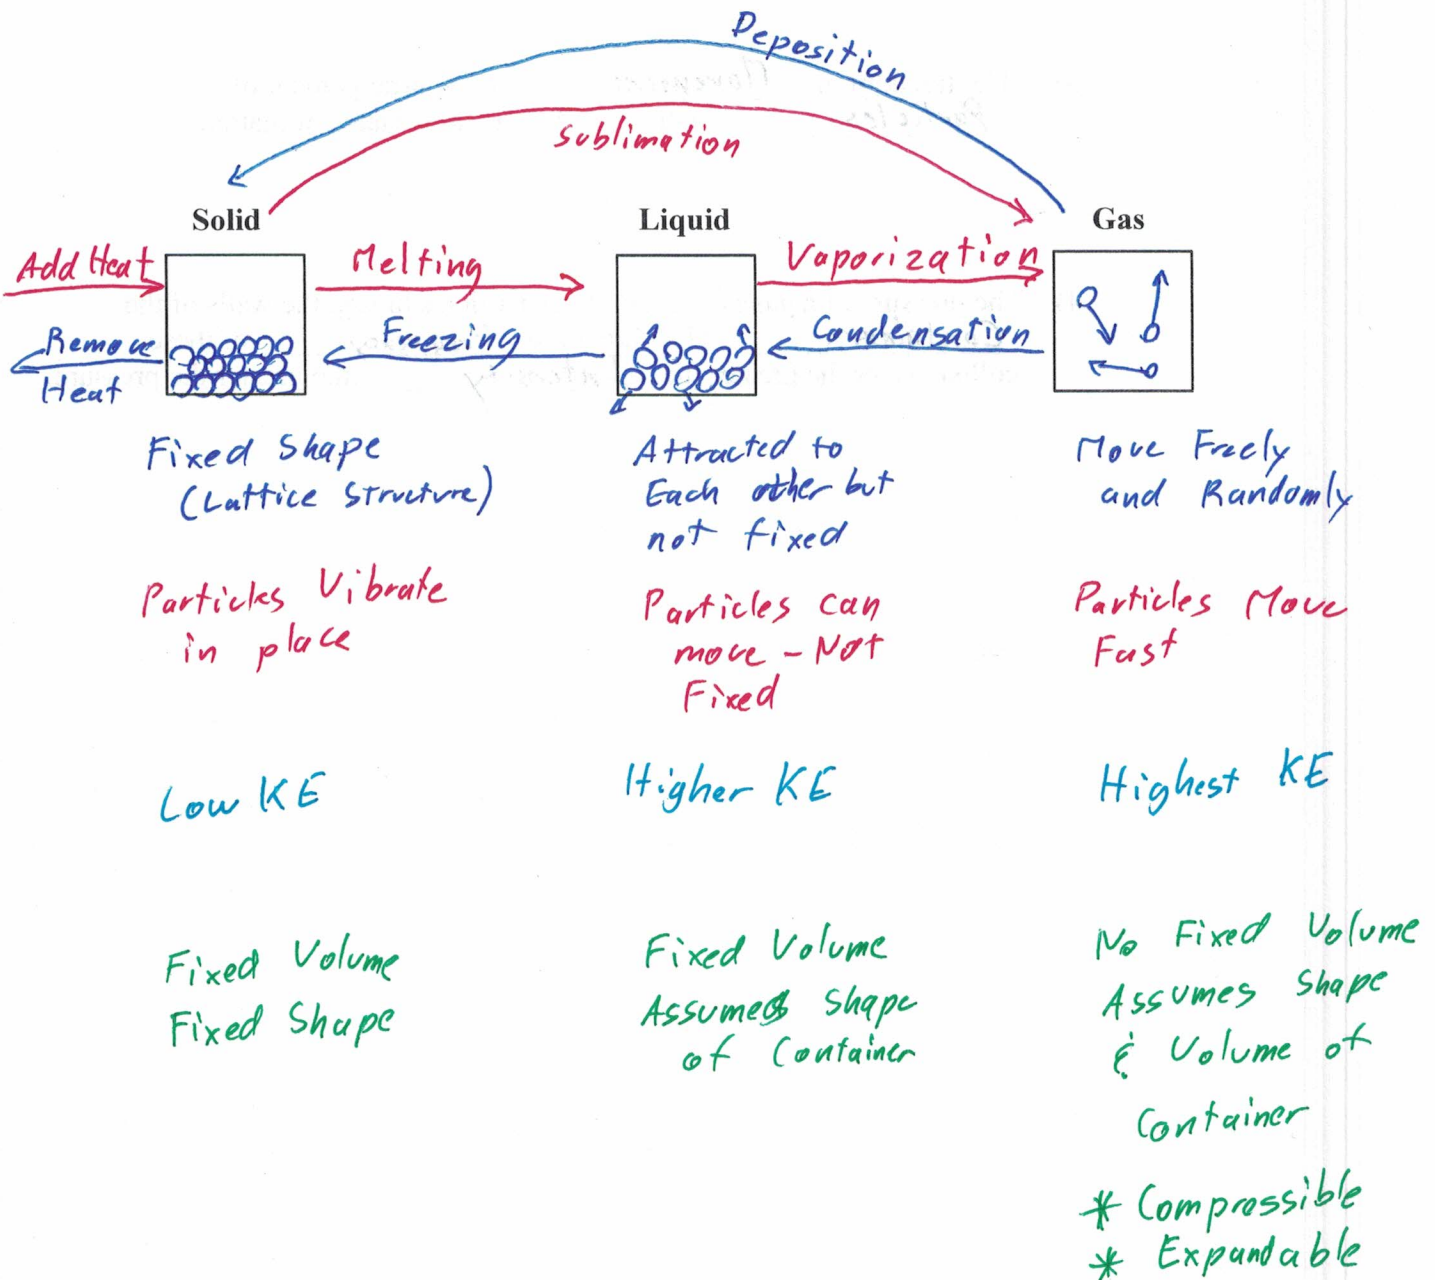 Deposition
Sublimation
Solid
Liquid
Gas
Add Heat
Melting
Vaporization
Remove
Heat
Freezing
Condensation
Fixed Shape
(Lattice Structure)
Attracted to
Each other but
not fixed
Move Freely
and Randomly
Particles Vibrate
in place
Particles can
move - Not
Fixed
Particles Move
Fast
Low KE
Higher KE
Highest KE
Fixed Volume
Fixed Shape
Fixed Volume
Assumes Shape
of Container
No Fixed Volume
Assumes Shape
& Volume of
Container
* Compressible
* Expandable